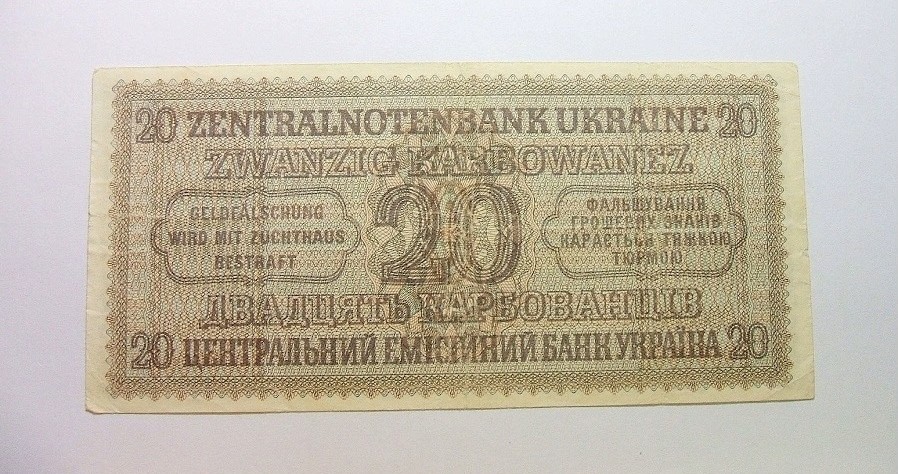 20 ZENTRALNOTENBANK UKRAINE 20
ZWANZIG KARBOWANEZ
GELDFÄLSCHUNG
WIRD MIT ZUCHTHAUS
BESTRAFT
20
ФАЛЬШУВАННЯ
ГРОШЕВИХ ЗНАКІВ
КАРАЄТЬСЯ ТЯЖКОЮ
ТЮРМОЮ
ДВАДЦЯТЬ КАРБОВАНЦІВ
20 ЦЕНТРАЛЬНИЙ ЕМІСІЙНИЙ БАНК УКРАЇНА 20